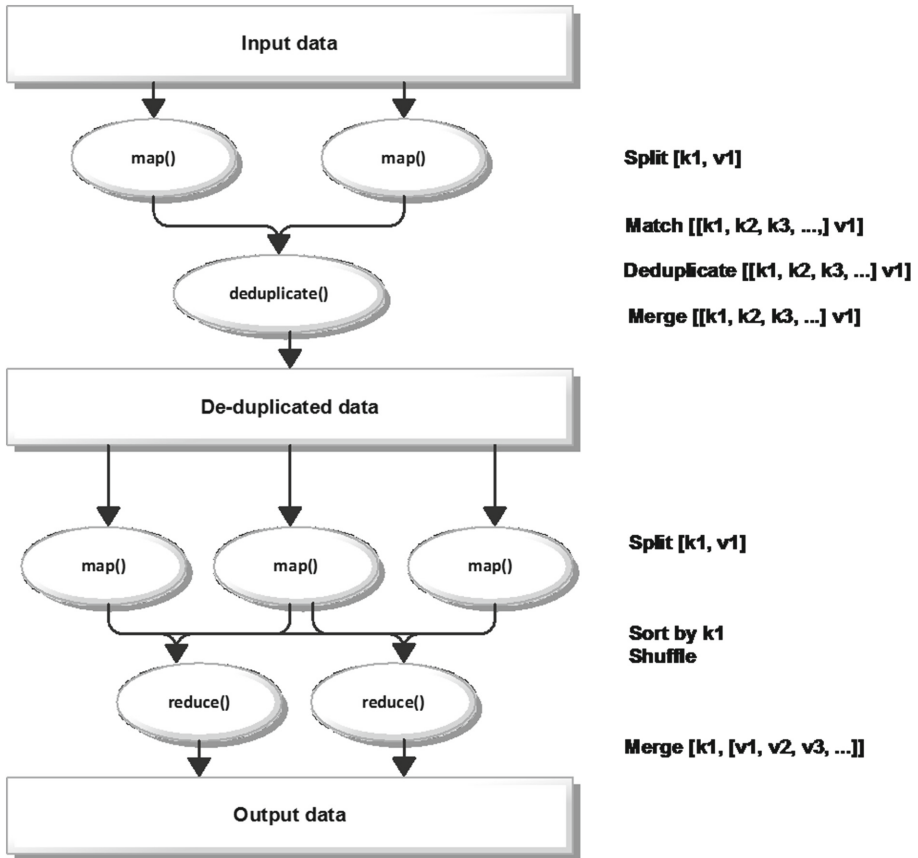 Input data
map()
map()
Split [k1, v1]
Match [[k1, k2, k3, ...,] v1]
deduplicate()
Deduplicate [[k1, k2, k3, ...] v1]
Merge [[k1, k2, k3, ...] v1]
De-duplicated data
map()
map()
map()
Split [k1, v1]
Sort by k1
Shuffle
reduce()
reduce()
Merge [k1, [v1, v2, v3, ...]]
Output data